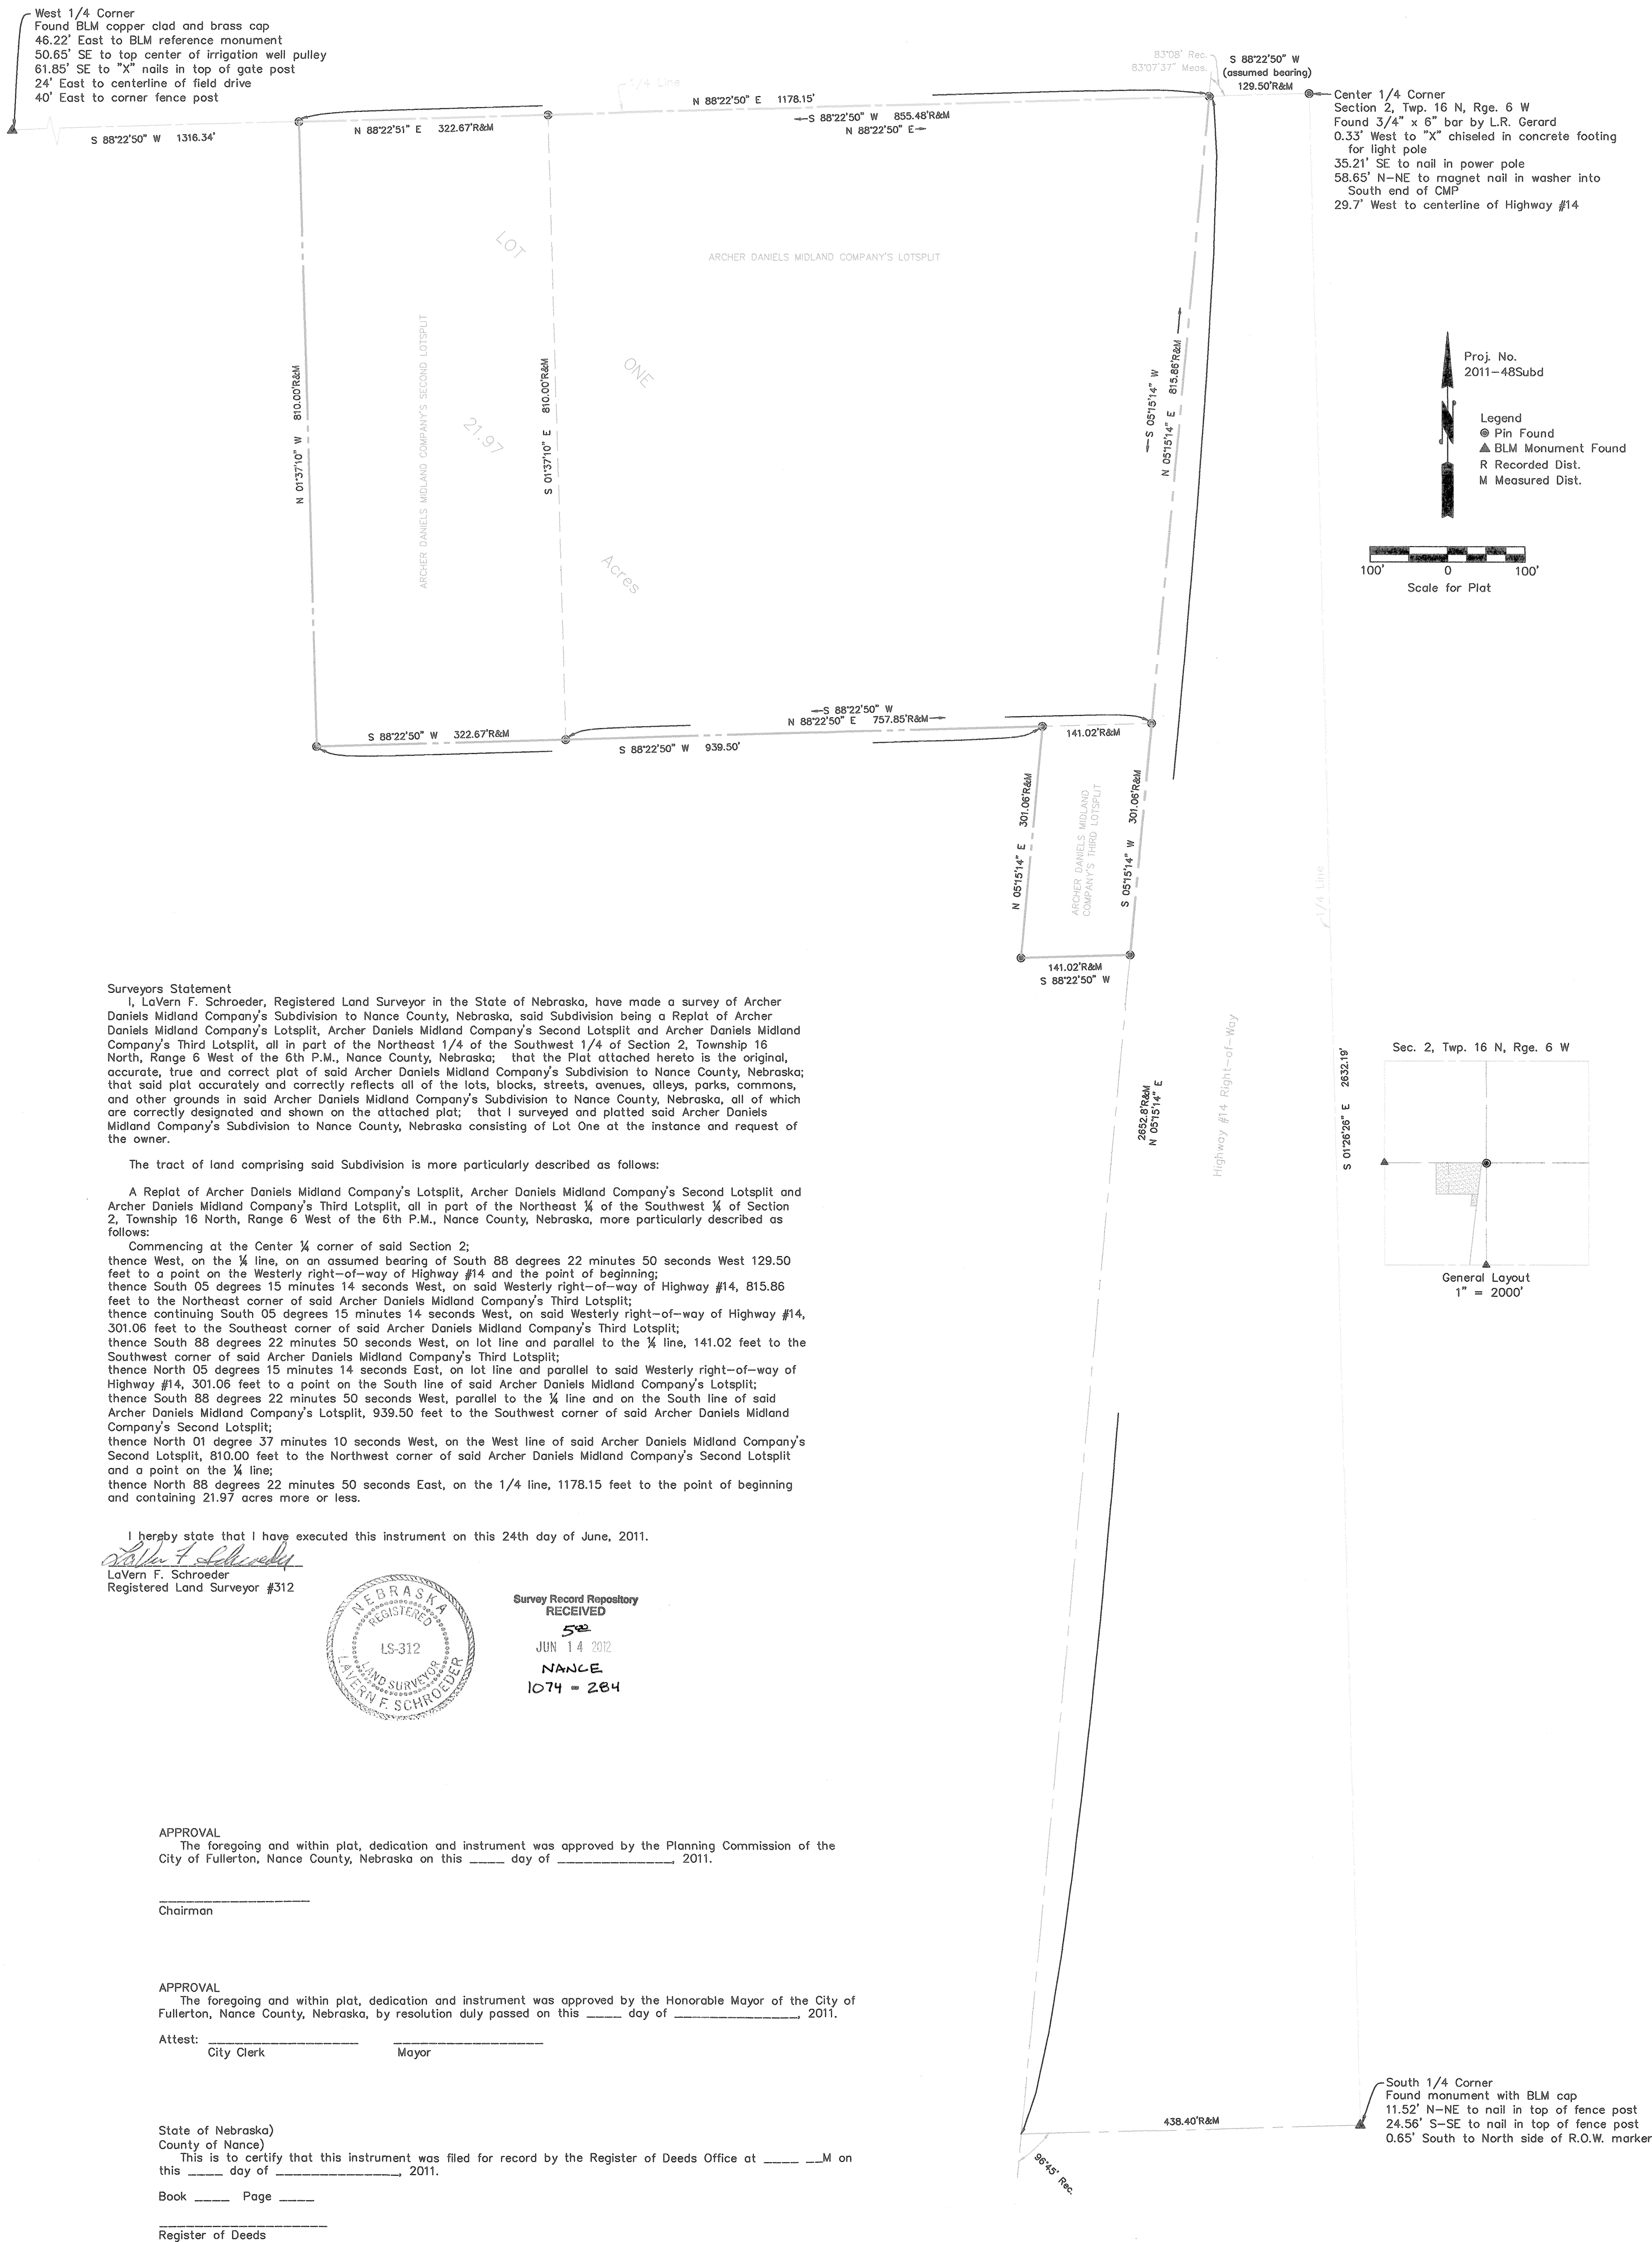 West 1/4 Corner
Found BLM copper clad and brass cap
46.22' East to BLM reference monument
50.65' SE to top center of irrigation well pulley
61.85' SE to "X" nails in top of gate post
24' East to centerline of field drive
40' East to corner fence post
S 88°22'50" W 1316.34'
N 88°22'51" E 322.67'R&M
1/4 Line
N 88°22'50" E 1178.15'
S 88°22'50" W 855.48'R&M
N 88°22'50" E
83°08' Rec.
83°07'37" Meas.
S 88°22'50" W
(assumed bearing)
129.50'R&M
Center 1/4 Corner
Section 2, Twp. 16 N, Rge. 6 W
Found 3/4" x 6" bar by L.R. Gerard
0.33' West to "X" chiseled in concrete footing
for light pole
35.21' SE to nail in power pole
58.65' N-NE to magnet nail in washer into
South end of CMP
29.7' West to centerline of Highway #14
LOT
ONE
21.97
Acres
ARCHER DANIELS MIDLAND COMPANY'S LOTSPLIT
ARCHER DANIELS MIDLAND COMPANY'S SECOND LOTSPLIT
N 01°37'10" W 810.00'R&M
S 01°37'10" E 810.00'R&M
S 05°15'14" W
N 05°15'14" E 815.86'R&M
Proj. No.
2011-48Subd
N
Legend
Pin Found
BLM Monument Found
R Recorded Dist.
M Measured Dist.
100' 0 100'
Scale for Plat
S 88°22'50" W 322.67'R&M
S 88°22'50" W
N 88°22'50" E 757.85'R&M
S 88°22'50" W 939.50'
141.02'R&M
N 05°15'14" E 301.06'R&M
ARCHER DANIELS MIDLAND
COMPANY'S THIRD LOTSPLIT
S 05°15'14" W 301.06'R&M
141.02'R&M
S 88°22'50" W
1/4 Line
Highway #14 Right-of-Way
2652.8'R&M
N 05°15'14" E
S 01°26'26" E 2632.19'
Sec. 2, Twp. 16 N, Rge. 6 W
General Layout
1" = 2000'
Surveyors Statement
I, LaVern F. Schroeder, Registered Land Surveyor in the State of Nebraska, have made a survey of Archer
Daniels Midland Company's Subdivision to Nance County, Nebraska, said Subdivision being a Replat of Archer
Daniels Midland Company's Lotsplit, Archer Daniels Midland Company's Second Lotsplit and Archer Daniels Midland
Company's Third Lotsplit, all in part of the Northeast 1/4 of the Southwest 1/4 of Section 2, Township 16
North, Range 6 West of the 6th P.M., Nance County, Nebraska; that the Plat attached hereto is the original,
accurate, true and correct plat of said Archer Daniels Midland Company's Subdivision to Nance County, Nebraska;
that said plat accurately and correctly reflects all of the lots, blocks, streets, avenues, alleys, parks, commons,
and other grounds in said Archer Daniels Midland Company's Subdivision to Nance County, Nebraska, all of which
are correctly designated and shown on the attached plat; that I surveyed and platted said Archer Daniels
Midland Company's Subdivision to Nance County, Nebraska consisting of Lot One at the instance and request of
the owner.
The tract of land comprising said Subdivision is more particularly described as follows:
A Replat of Archer Daniels Midland Company's Lotsplit, Archer Daniels Midland Company's Second Lotsplit and
Archer Daniels Midland Company's Third Lotsplit, all in part of the Northeast ¼ of the Southwest ¼ of Section
2, Township 16 North, Range 6 West of the 6th P.M., Nance County, Nebraska, more particularly described as
follows:
Commencing at the Center ¼ corner of said Section 2;
thence West, on the ¼ line, on an assumed bearing of South 88 degrees 22 minutes 50 seconds West 129.50
feet to a point on the Westerly right-of-way of Highway #14 and the point of beginning;
thence South 05 degrees 15 minutes 14 seconds West, on said Westerly right-of-way of Highway #14, 815.86
feet to the Northeast corner of said Archer Daniels Midland Company's Third Lotsplit;
thence continuing South 05 degrees 15 minutes 14 seconds West, on said Westerly right-of-way of Highway #14,
301.06 feet to the Southeast corner of said Archer Daniels Midland Company's Third Lotsplit;
thence South 88 degrees 22 minutes 50 seconds West, on lot line and parallel to the ¼ line, 141.02 feet to the
Southwest corner of said Archer Daniels Midland Company's Third Lotsplit;
thence North 05 degrees 15 minutes 14 seconds East, on lot line and parallel to said Westerly right-of-way of
Highway #14, 301.06 feet to a point on the South line of said Archer Daniels Midland Company's Lotsplit;
thence South 88 degrees 22 minutes 50 seconds West, parallel to the ¼ line and on the South line of said
Archer Daniels Midland Company's Lotsplit, 939.50 feet to the Southwest corner of said Archer Daniels Midland
Company's Second Lotsplit;
thence North 01 degree 37 minutes 10 seconds West, on the West line of said Archer Daniels Midland Company's
Second Lotsplit, 810.00 feet to the Northwest corner of said Archer Daniels Midland Company's Second Lotsplit
and a point on the ¼ line;
thence North 88 degrees 22 minutes 50 seconds East, on the 1/4 line, 1178.15 feet to the point of beginning
and containing 21.97 acres more or less.
I hereby state that I have executed this instrument on this 24th day of June, 2011.
LaVern F. Schroeder
LaVern F. Schroeder
Registered Land Surveyor #312
NEBRASKA
REGISTERED
LS-312
LAND SURVEYOR
LAVERN F. SCHROEDER
Survey Record Repository
RECEIVED
5⁰⁰
JUN 14 2012
NANCE
1074 - 284
APPROVAL
The foregoing and within plat, dedication and instrument was approved by the Planning Commission of the
City of Fullerton, Nance County, Nebraska on this ____ day of ______________, 2011.
Chairman
APPROVAL
The foregoing and within plat, dedication and instrument was approved by the Honorable Mayor of the City of
Fullerton, Nance County, Nebraska, by resolution duly passed on this ____ day of ______________, 2011.
Attest:
City Clerk Mayor
State of Nebraska)
County of Nance)
This is to certify that this instrument was filed for record by the Register of Deeds Office at ____ __M on
this ____ day of ______________, 2011.
Book ____ Page ____
Register of Deeds
438.40'R&M
96°45' Rec.
South 1/4 Corner
Found monument with BLM cap
11.52' N-NE to nail in top of fence post
24.56' S-SE to nail in top of fence post
0.65' South to North side of R.O.W. marker